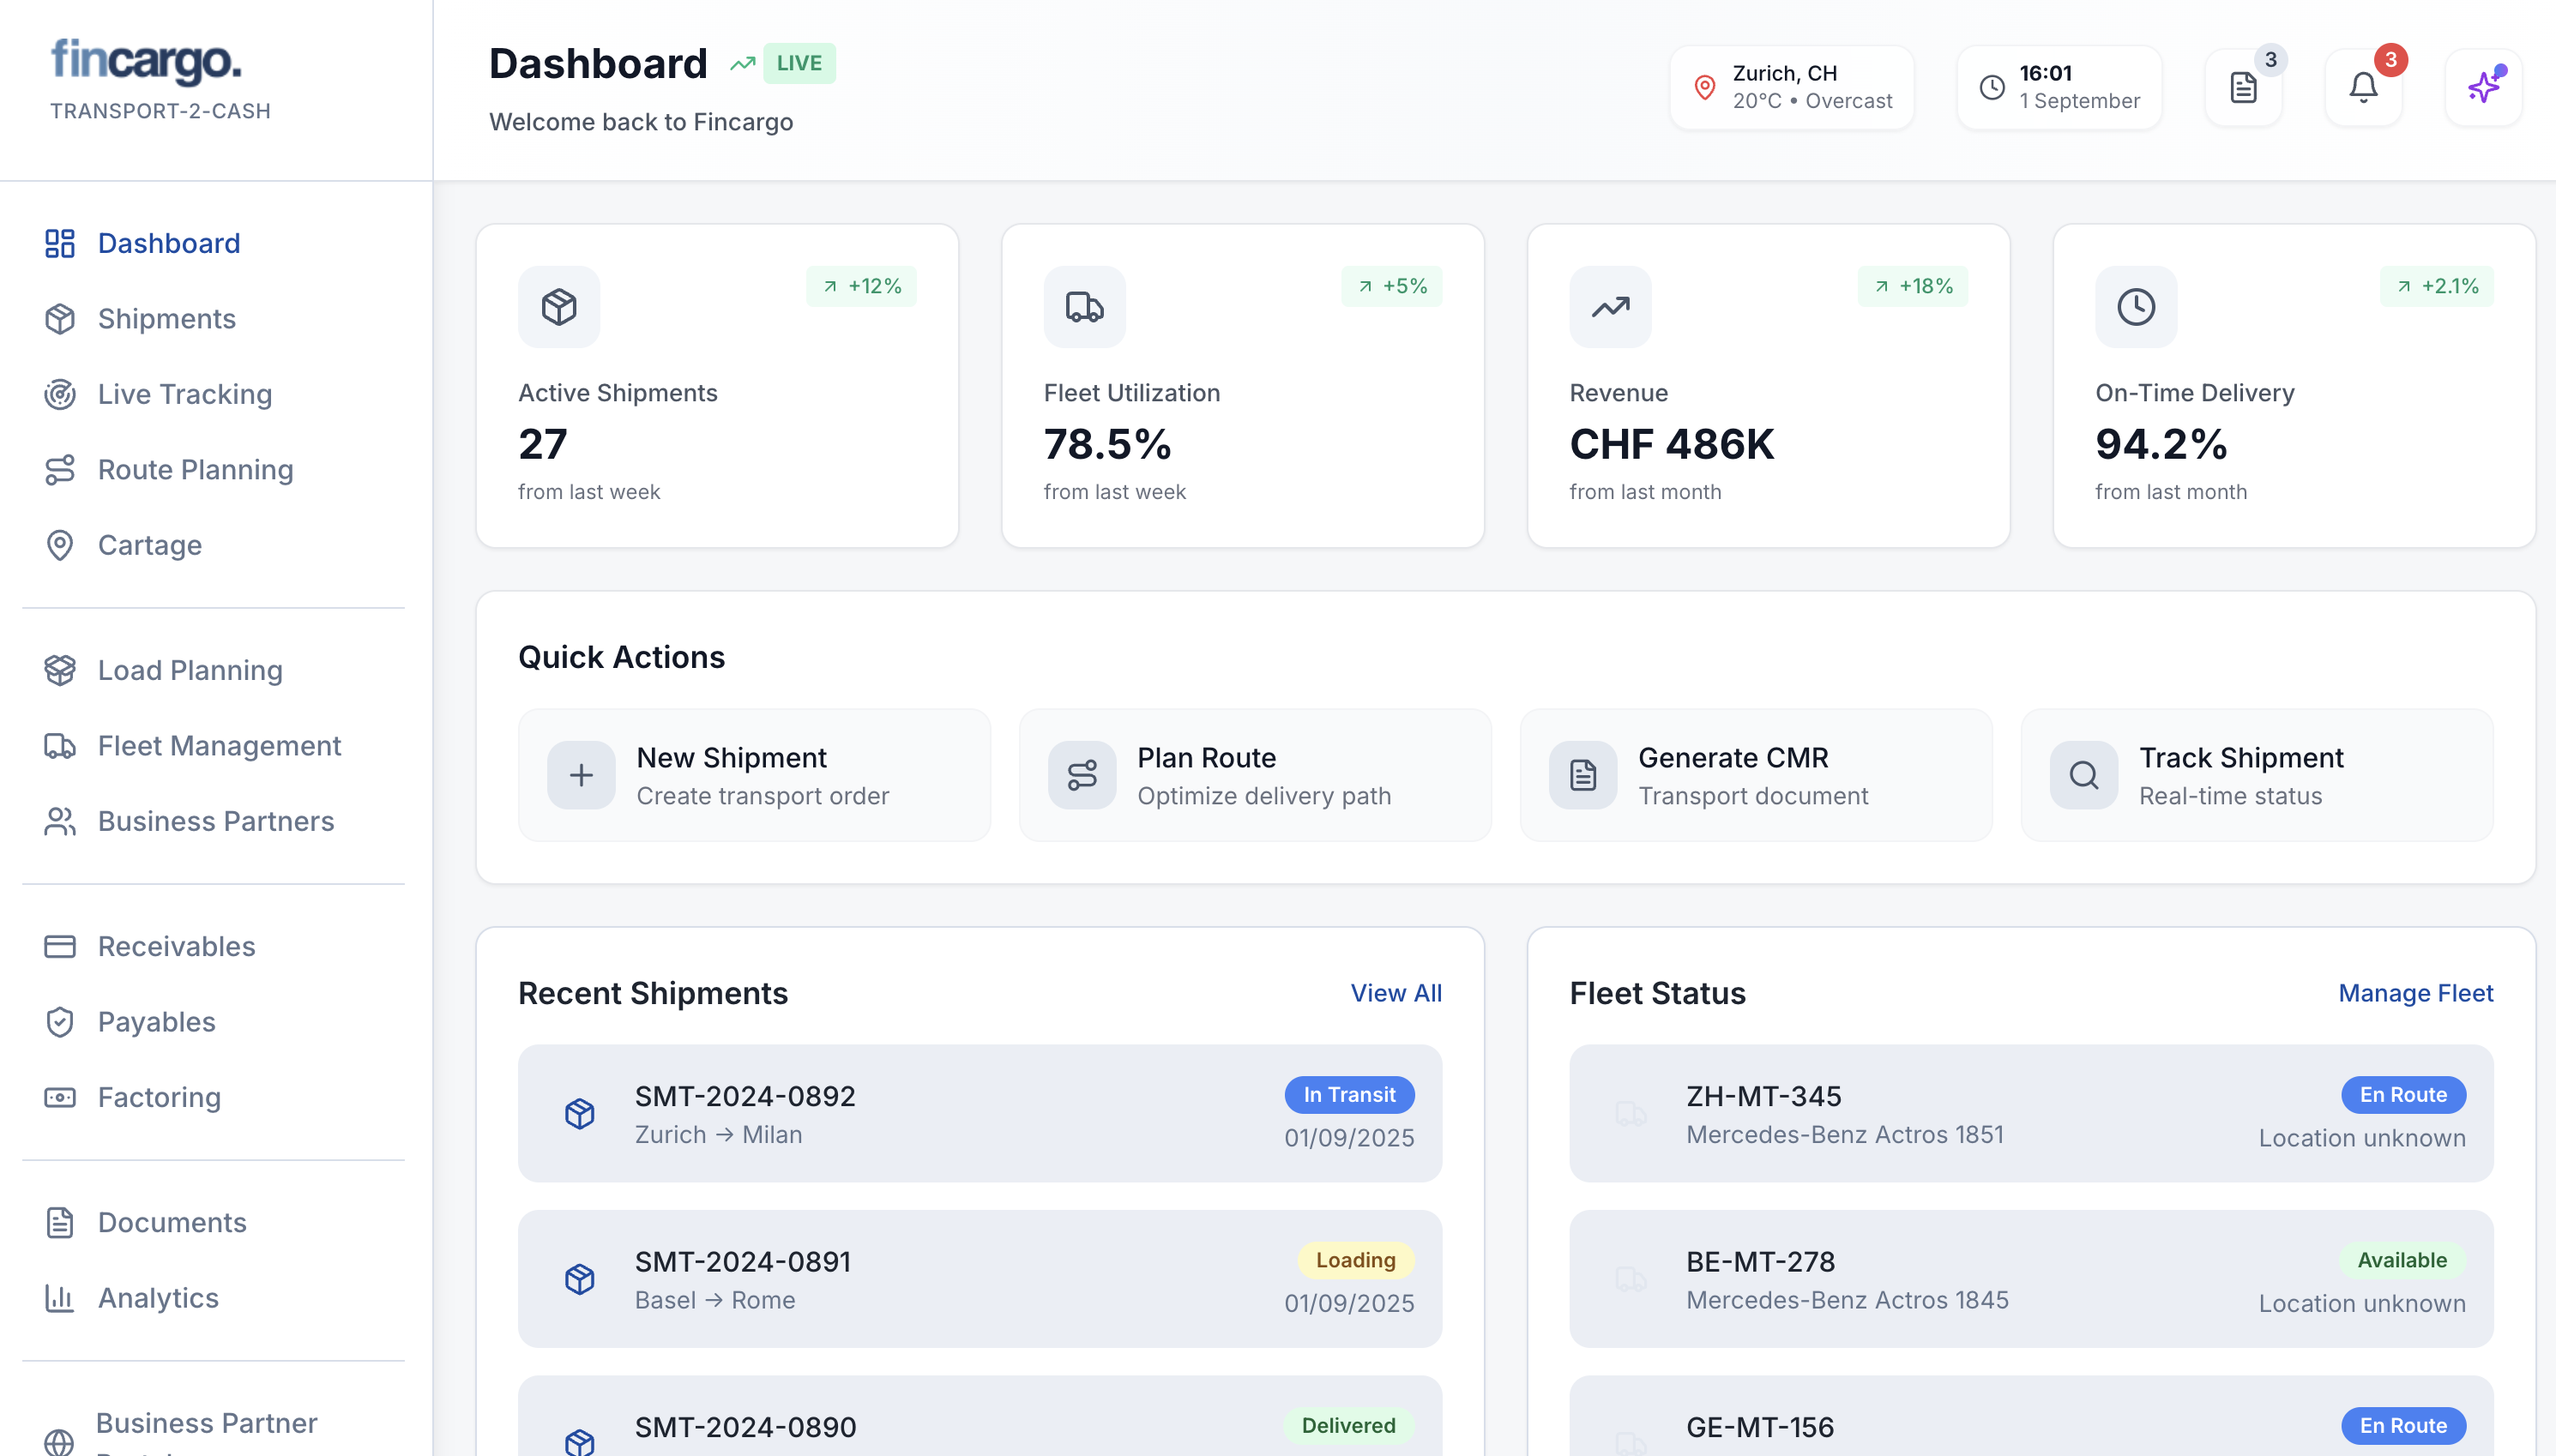 fincargo.
TRANSPORT-2-CASH
Dashboard
Shipments
Live Tracking
Route Planning
Cartage
Load Planning
Fleet Management
Business Partners
Receivables
Payables
Factoring
Documents
Analytics
Business Partner
Dashboard
LIVE
Welcome back to Fincargo
Zurich, CH
20°C • Overcast
16:01
1 September
3
3
+12%
Active Shipments
27
from last week
+5%
Fleet Utilization
78.5%
from last week
+18%
Revenue
CHF 486K
from last month
+2.1%
On-Time Delivery
94.2%
from last month
Quick Actions
New Shipment
Create transport order
Plan Route
Optimize delivery path
Generate CMR
Transport document
Track Shipment
Real-time status
Recent Shipments
View All
SMT-2024-0892
In Transit
Zurich → Milan
01/09/2025
SMT-2024-0891
Loading
Basel → Rome
01/09/2025
SMT-2024-0890
Delivered
Fleet Status
Manage Fleet
ZH-MT-345
En Route
Mercedes-Benz Actros 1851
Location unknown
BE-MT-278
Available
Mercedes-Benz Actros 1845
Location unknown
GE-MT-156
En Route